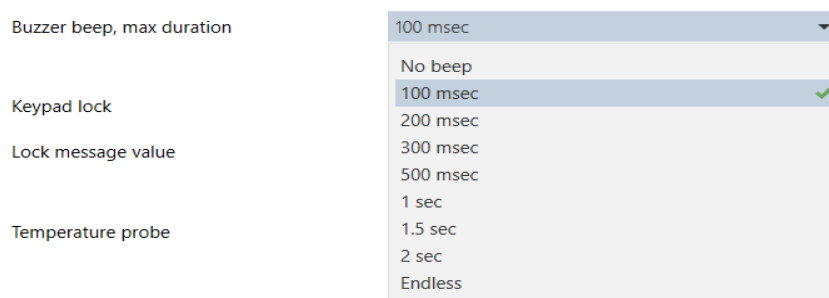 Buzzer beep, max duration 100 msec
No beep
100 msec
Keypad lock
200 msec
Lock message value
300 msec
500 msec
1 sec
Temperature probe
1.5 sec
2 sec
Endless